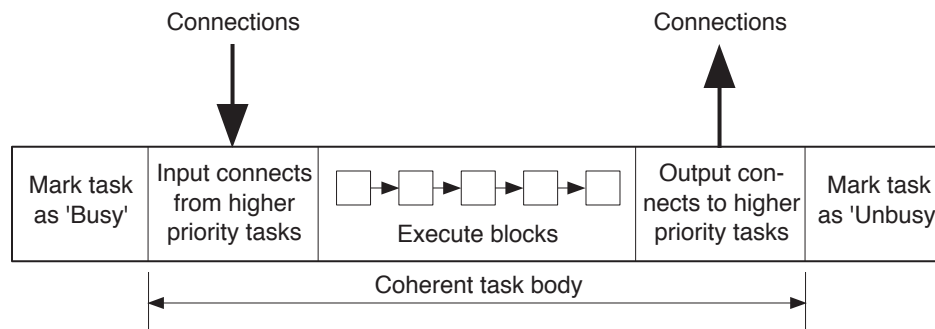 Connections
Connections
Mark task
as 'Busy'
Input connects
from higher
priority tasks
Execute blocks
Output con-
nects to higher
priority tasks
Mark task
as 'Unbusy
Coherent task body